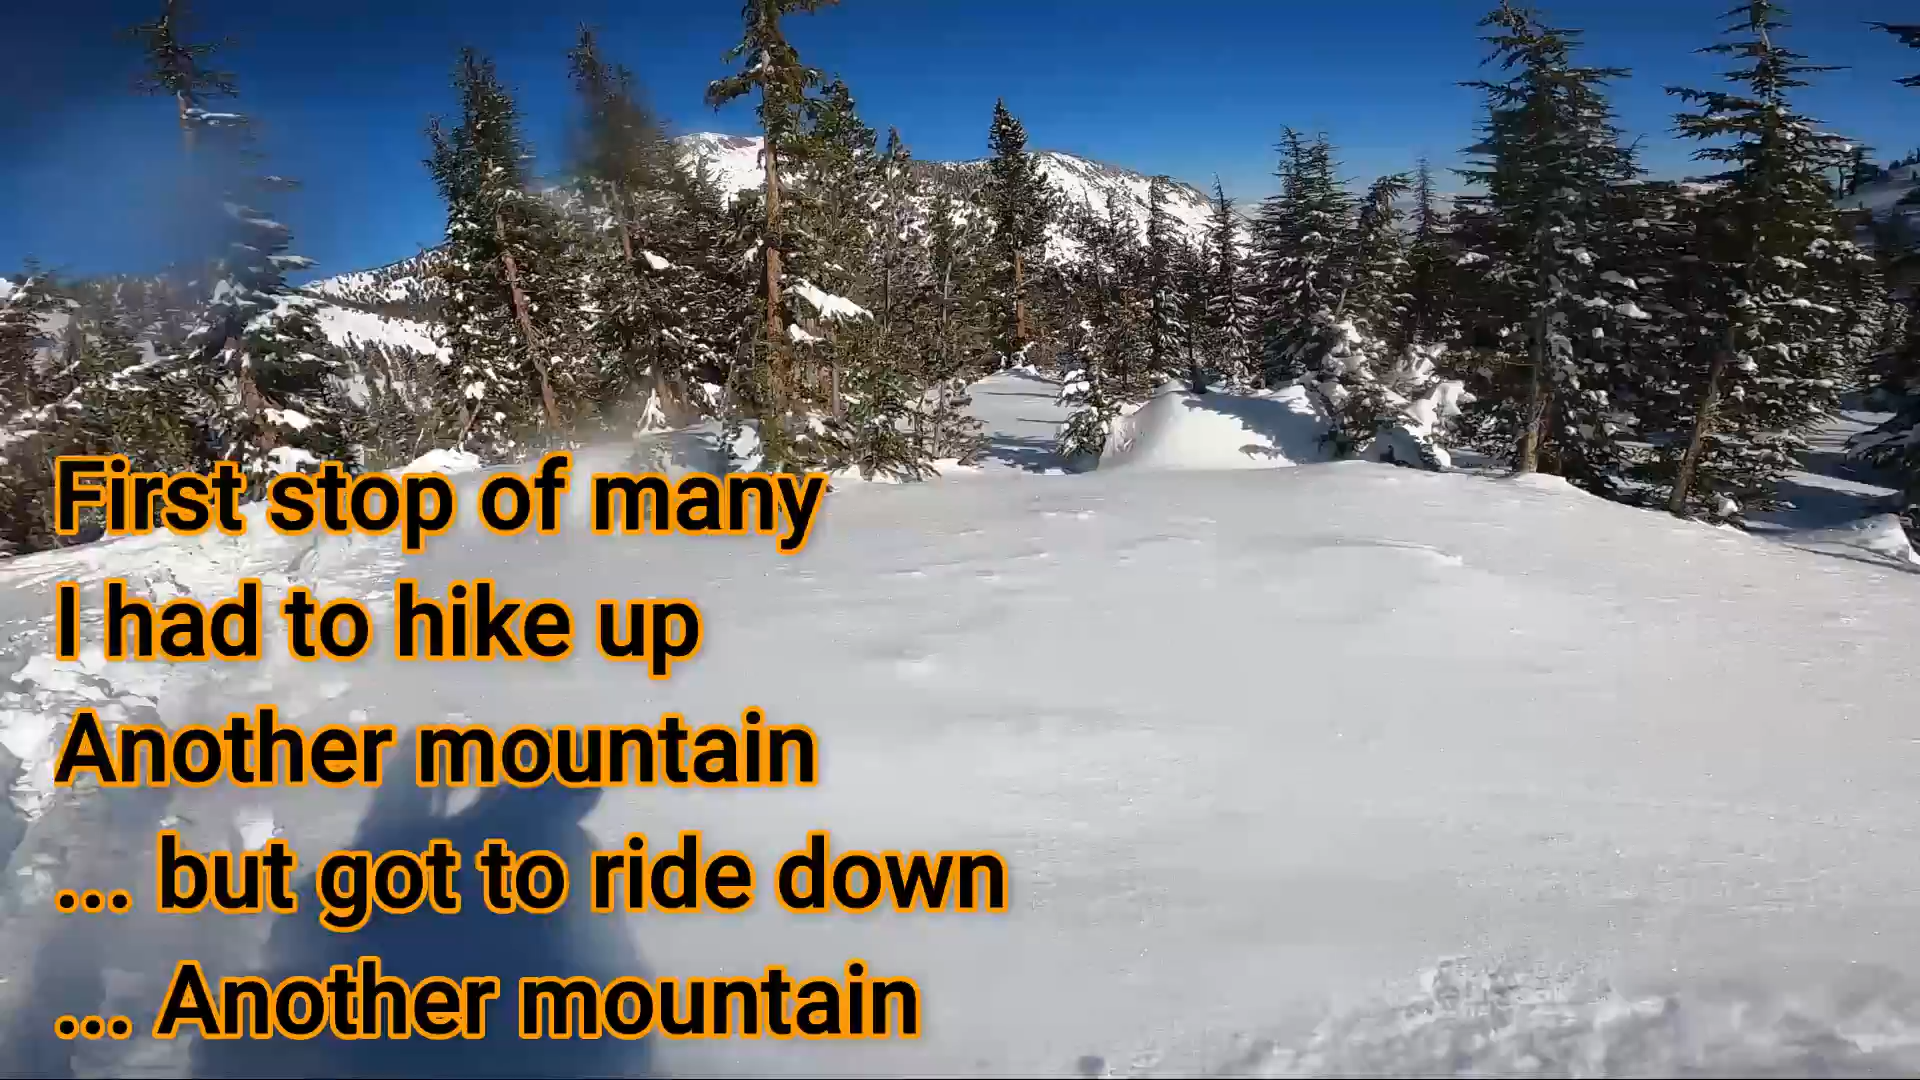 First stop of many
I had to hike up
Another mountain
... but got to ride down
... Another mountain